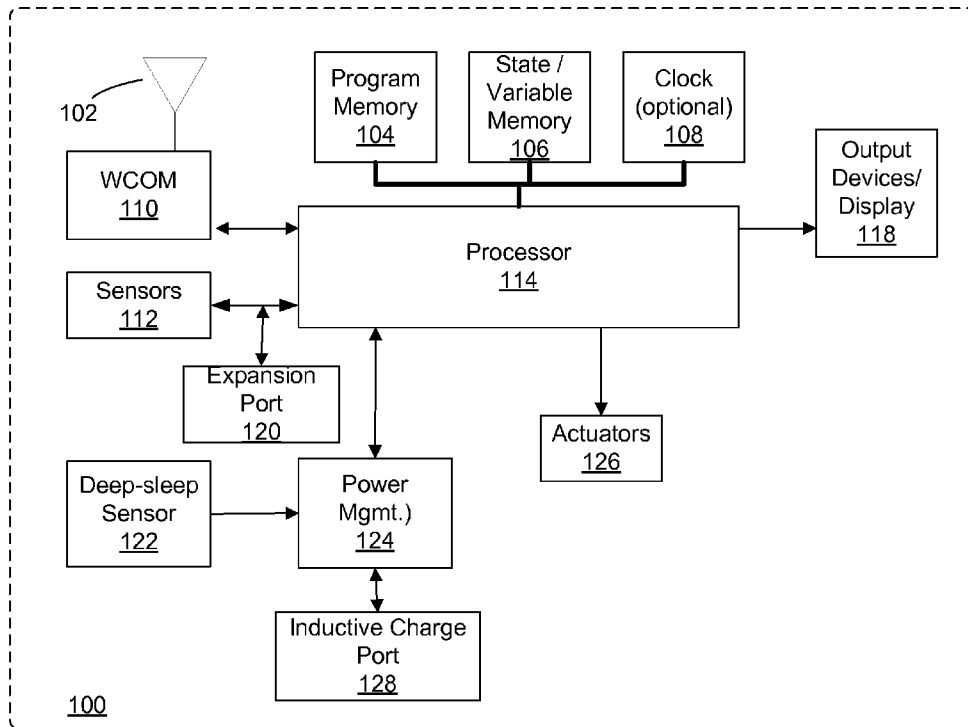 102
WCOM
110
Program
Memory
104
State /
Variable
Memory
106
Clock
(optional)
108
Output
Devices/
Display
118
Processor
114
Sensors
112
Expansion
Port
120
Actuators
126
Deep-sleep
Sensor
122
Power
Mgmt.)
124
Inductive Charge
Port
128
100